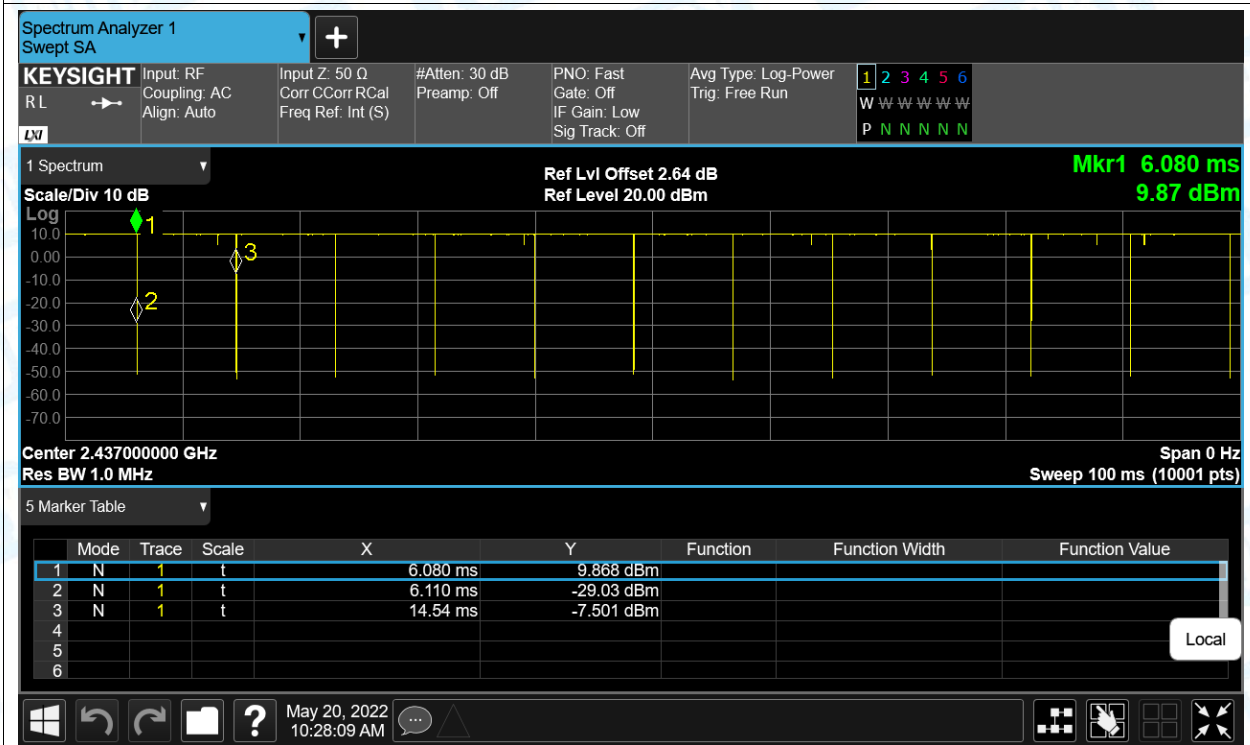 Spectrum Analyzer 1
Swept SA
KEYSIGHT Input: RF Input Z: 50 Ω #Atten: 30 dB PNO: Fast Avg Type: Log-Power 1 2 3 4 5 6
R L Coupling: AC Corr CCorr RCal Preamp: Off Gate: Off Trig: Free Run W W W W W W
Align: Auto Freq Ref: Int (S) IF Gain: Low
LXI Sig Track: Off P N N N N N
1 Spectrum Ref Lvl Offset 2.64 dB Mkr1 6.080 ms
Scale/Div 10 dB Ref Level 20.00 dBm 9.87 dBm
Log
1
10.0
3
0.00
-10.0
2
-20.0
-30.0
-40.0
-50.0
-60.0
-70.0
Center 2.437000000 GHz Span 0 Hz
Res BW 1.0 MHz Sweep 100 ms (10001 pts)
5 Marker Table
Mode Trace Scale X Y Function Function Width Function Value
1 N 1 t 6.080 ms 9.868 dBm
2 N 1 t 6.110 ms -29.03 dBm
3 N 1 t 14.54 ms -7.501 dBm
4
5
6
Local
? May 20, 2022
10:28:09 AM